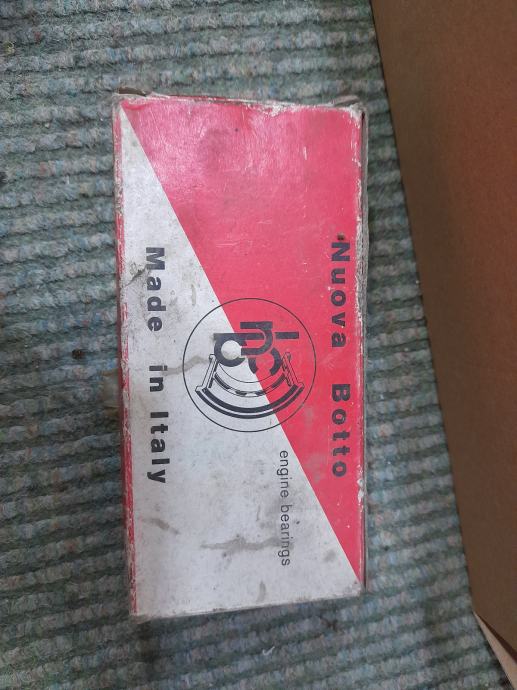 Nuova Botto
engine bearings
Made in Italy